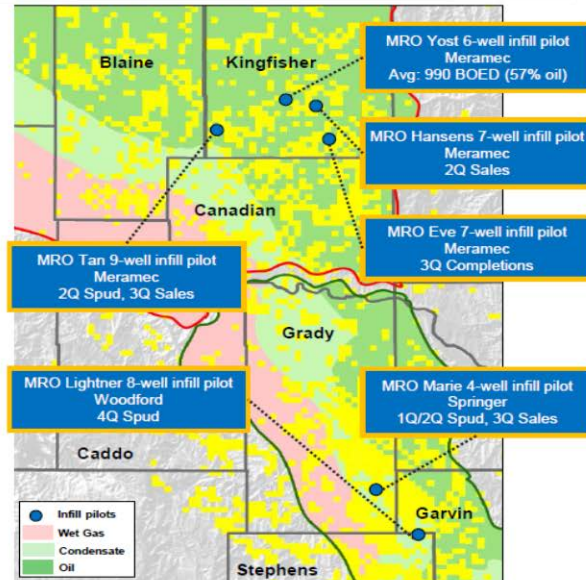 MRO Yost 6-well infill pilot
Meramec
Avg: 990 BOED (57% oil)
Blaine
Kingfisher
MRO Hansens 7-well infill pilot
Meramec
2Q Sales
Canadian
MRO Eve 7-well infill pilot
Meramec
3Q Completions
MRO Tan 9-well infill pilot
Meramec
2Q Spud, 3Q Sales
Grady
MRO Lightner 8-well infill pilot
Woodford
4Q Spud
MRO Marie 4-well infill pilot
Springer
1Q/2Q Spud, 3Q Sales
Caddo
Garvin
Stephens
Infill pilots
Wet Gas
Condensate
Oil